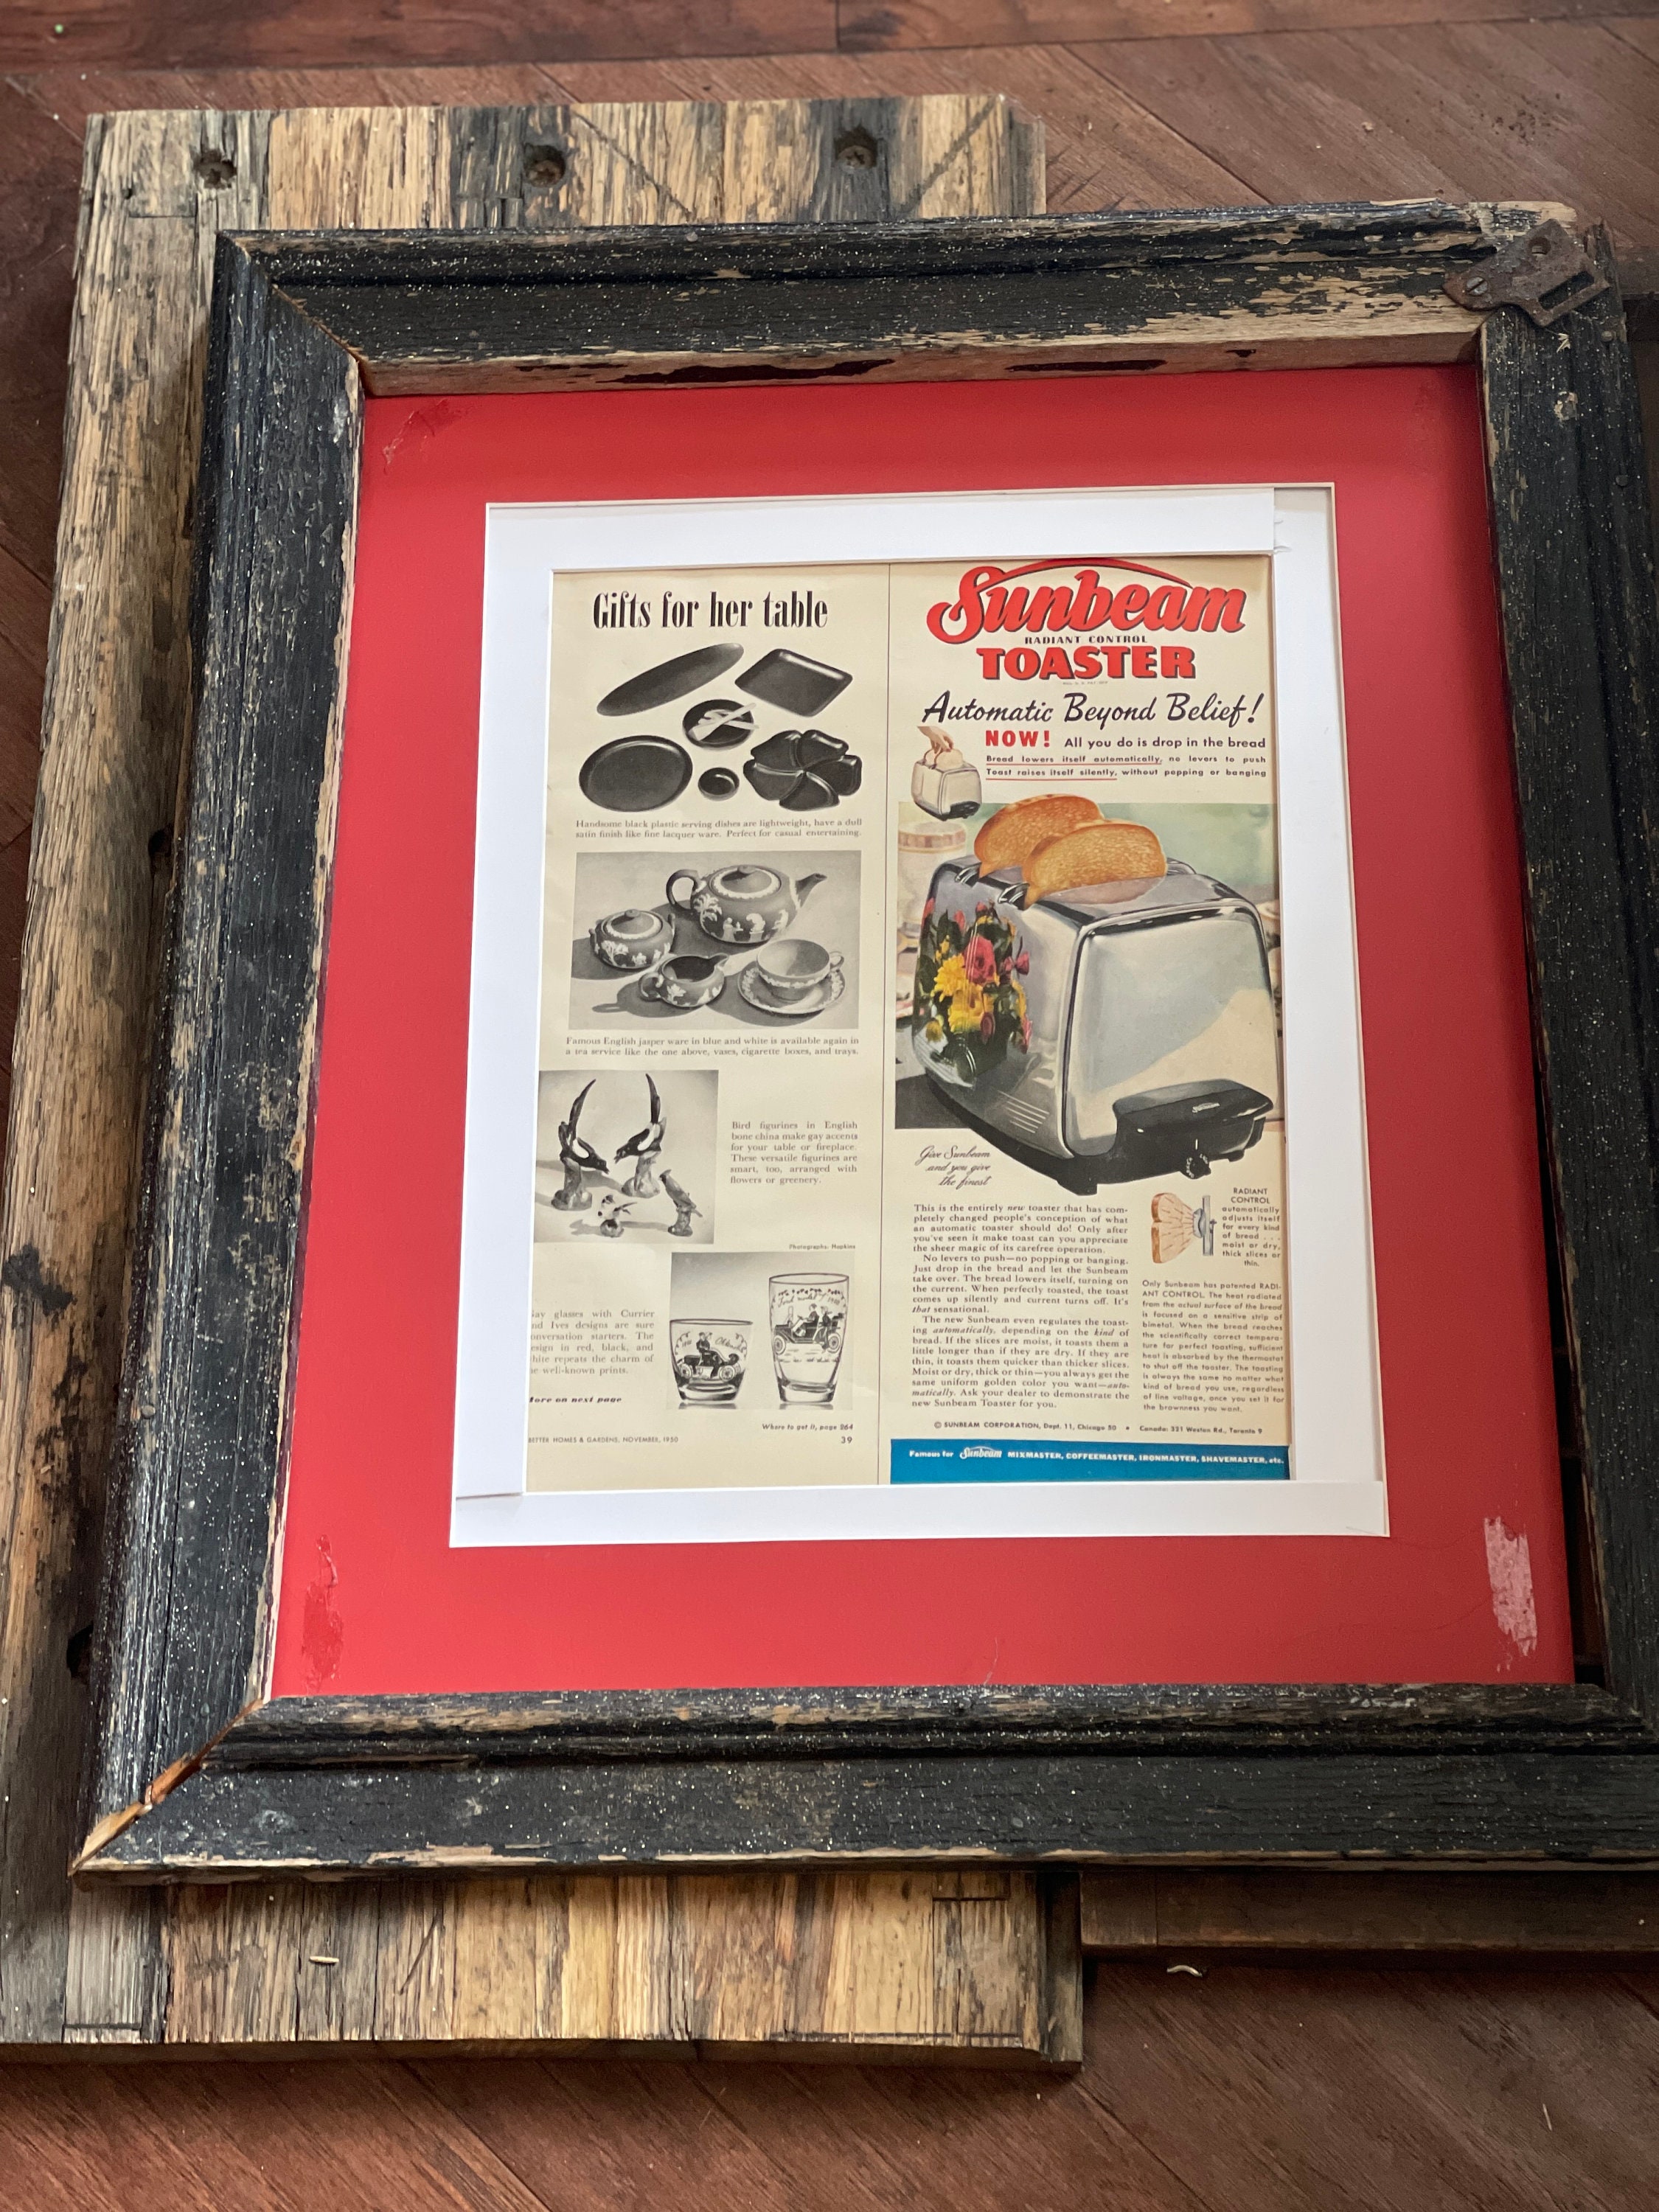 Gifts for her table
Handsome black plastic serving dishes are lightweight, have a dull
satin finish like fine lacquer ware. Perfect for casual entertaining.
Famous English jasper ware in blue and white is available again in
a tea service like the one above, vases, cigarette boxes, and trays.
Bird figurines in English
bone china make gay accents
for your table or fireplace.
These versatile figurines are
smart, too, arranged with
flowers or greenery.
Photographs: Hopkins
ay glasses with Currier
nd Ives designs are sure
onversation starters. The
esign in red, black, and
hite repeats the charm of
e well-known prints.
ore on next page
Where to get it, page 264
ETTER HOMES & GARDENS, NOVEMBER, 1950
39
Sunbeam
RADIANT CONTROL
TOASTER
Automatic Beyond Belief!
NOW! All you do is drop in the bread
Bread lowers itself automatically, no levers to push
Toast raises itself silently, without popping or banging
Give Sunbeam
and you give
the finest
This is the entirely new toaster that has com-
pletely changed people's conception of what
an automatic toaster should do! Only after
you've seen it make toast can you appreciate
the sheer magic of its carefree operation.
No levers to push—no popping or banging.
Just drop in the bread and let the Sunbeam
take over. The bread lowers itself, turning on
the current. When perfectly toasted, the toast
comes up silently and current turns off. It's
that sensational.
The new Sunbeam even regulates the toast-
ing automatically, depending on the kind of
bread. If the slices are moist, it toasts them a
little longer than if they are dry. If they are
thin, it toasts them quicker than thicker slices.
Moist or dry, thick or thin—you always get the
same uniform golden color you want—auto-
matically. Ask your dealer to demonstrate the
new Sunbeam Toaster for you.
RADIANT
CONTROL
automatically
adjusts itself
for every kind
of bread . . .
moist or dry,
thick slices or
thin.
Only Sunbeam has patented RADI-
ANT CONTROL. The heat radiated
from the actual surface of the bread
is focused on a sensitive strip of
bimetal. When the bread reaches
the scientifically correct tempera-
ture for perfect toasting, sufficient
heat is absorbed by the thermostat
to shut off the toaster. The toasting
is always the same no matter what
kind of bread you use, regardless
of line voltage, once you set it for
the brownness you want.
© SUNBEAM CORPORATION, Dept. 11, Chicago 50 • Canada: 321 Weston Rd., Toronto 9
Famous for Sunbeam MIXMASTER, COFFEEMASTER, IRONMASTER, SHAVEMASTER, etc.